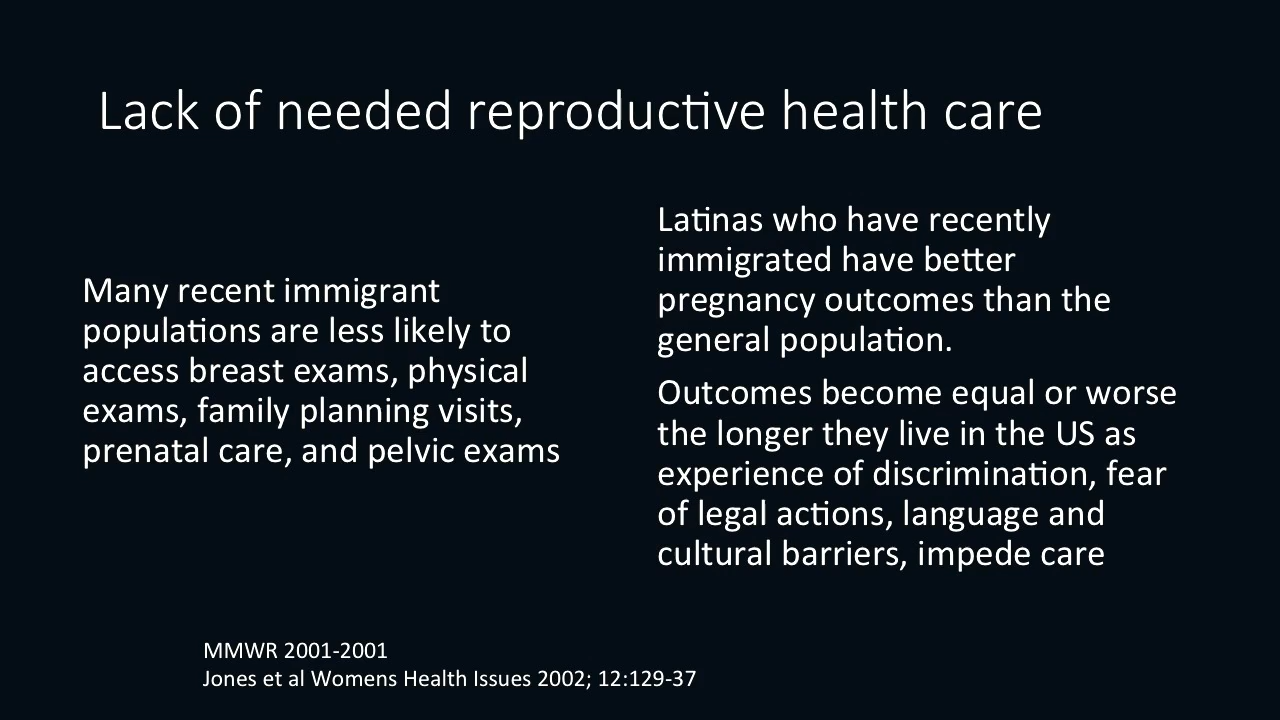 Lack of needed reproductive health care
Many recent immigrant
populations are less likely to
access breast exams, physical
exams, family planning visits,
prenatal care, and pelvic exams
Latinas who have recently
immigrated have better
pregnancy outcomes than the
general population.
Outcomes become equal or worse
the longer they live in the US as
experience of discrimination, fear
of legal actions, language and
cultural barriers, impede care
MMWR 2001-2001
Jones et al Womens Health Issues 2002; 12:129-37